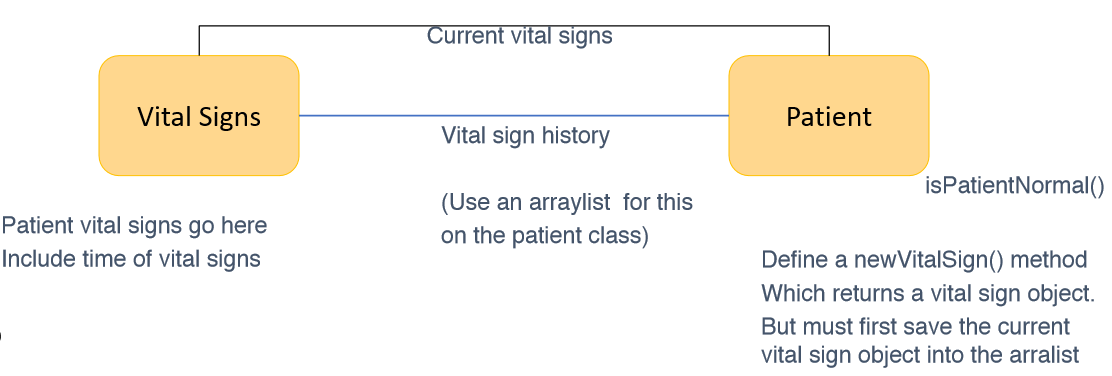 Current vital signs
Vital Signs
Patient
Vital sign history
isPatientNormal()
(Use an arraylist  for this
on the patient class)
Patient vital signs go here
Include time of vital signs
Define a newVitalSign() method
Which returns a vital sign object.
But must first save the current
vital sign object into the arralist